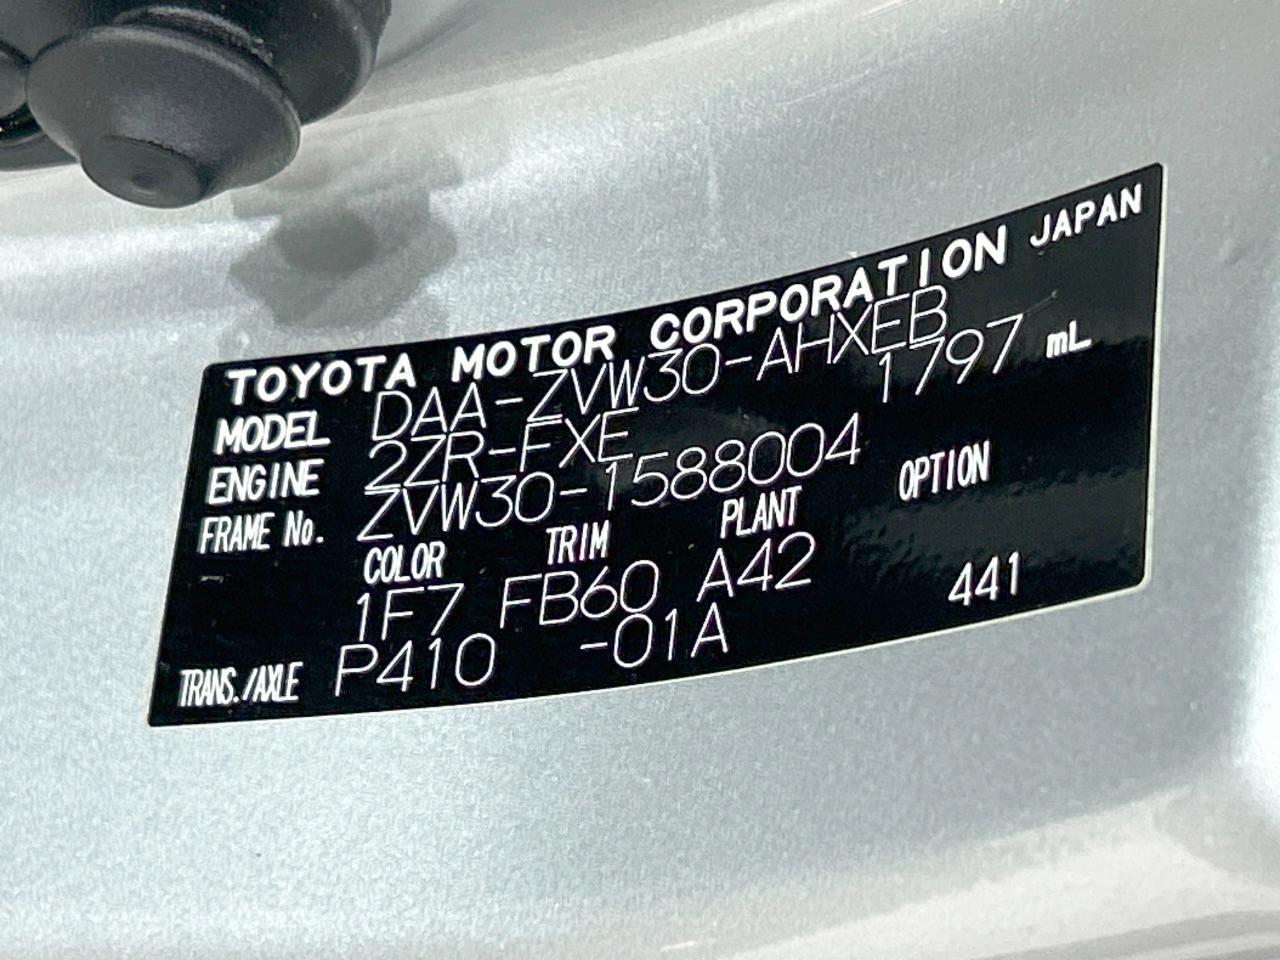 TOYOTA MOTOR CORPORATION JAPAN
MODEL DAA-ZVW30-AHXEB
ENGINE 2ZR-FXE 1797 mL
FRAME No. ZVW30-1588004
COLOR TRIM PLANT OPTION
1F7 FB60 A42 441
TRANS./AXLE P410 -01A